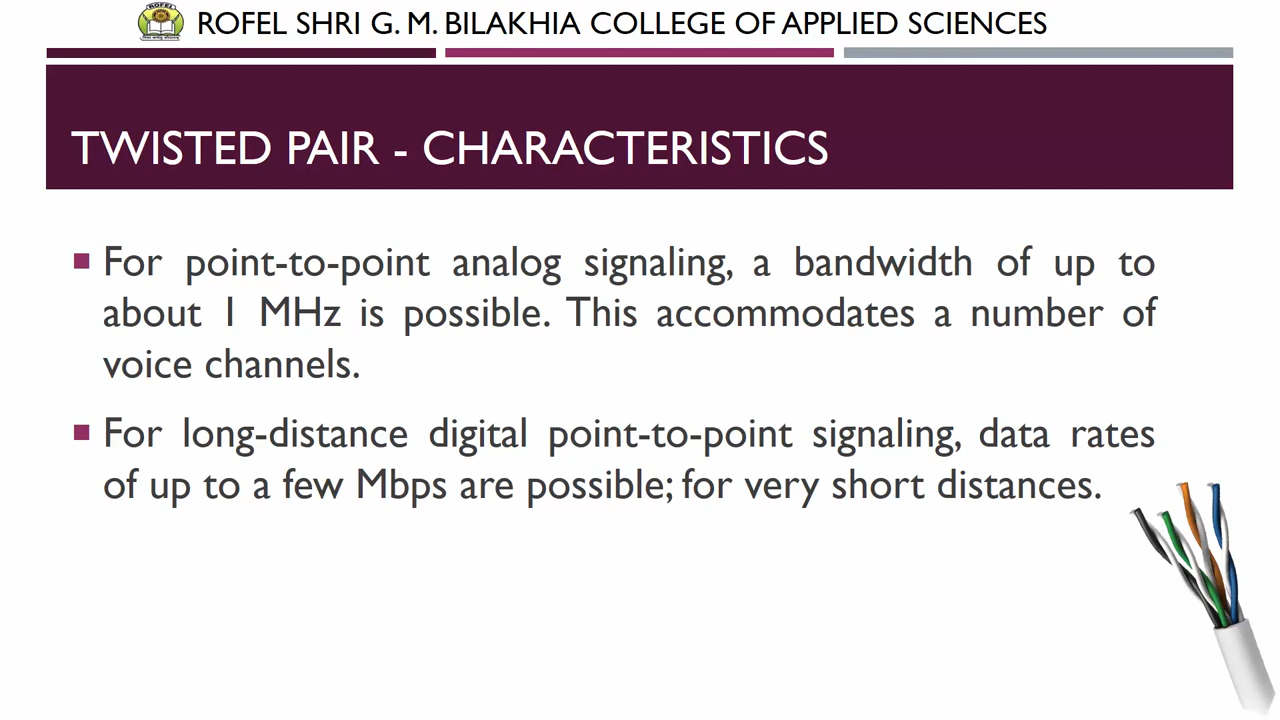 ROFEL
ROFEL SHRI G. M. BILAKHIA COLLEGE OF APPLIED SCIENCES
TWISTED PAIR - CHARACTERISTICS
For point-to-point analog signaling, a bandwidth of up to
about 1 MHz is possible. This accommodates a number of
voice channels.
For long-distance digital point-to-point signaling, data rates
of up to a few Mbps are possible; for very short distances.